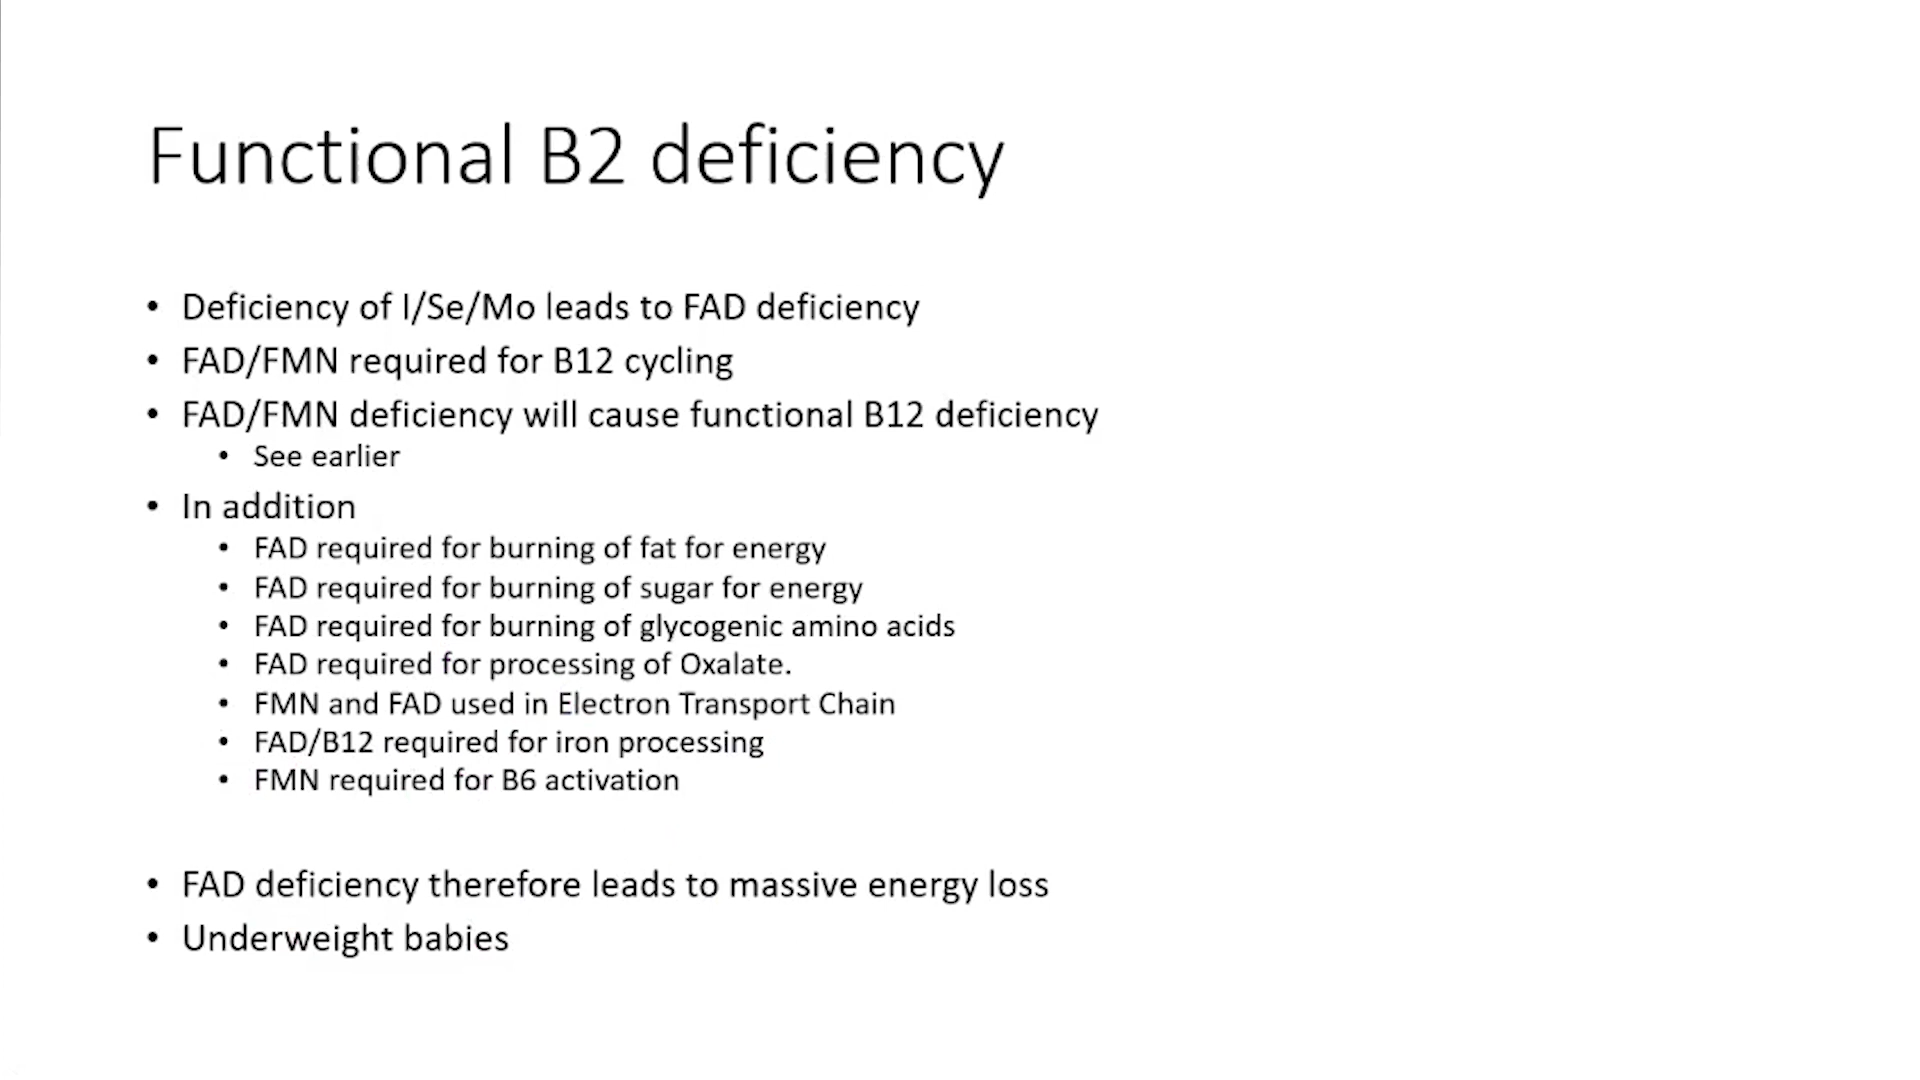 Functional B2 deficiency
• Deficiency of I/Se/Mo leads to FAD deficiency
• FAD/FMN required for B12 cycling
• FAD/FMN deficiency will cause functional B12 deficiency
• See earlier
• In addition
• FAD required for burning of fat for energy
• FAD required for burning of sugar for energy
• FAD required for burning of glycogenic amino acids
• FAD required for processing of Oxalate.
• FMN and FAD used in Electron Transport Chain
• FAD/B12 required for iron processing
• FMN required for B6 activation
• FAD deficiency therefore leads to massive energy loss
• Underweight babies